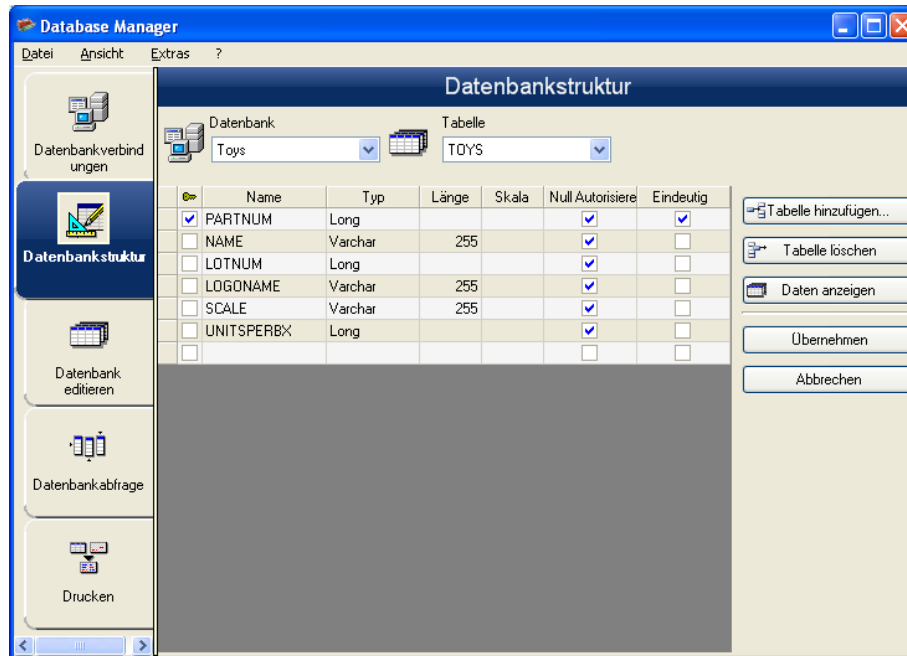 Database Manager
Datei Ansicht Extras ?
Datenbankverbind
ungen
Datenbankstruktur
Datenbank
editieren
Datenbankabfrage
Drucken
Datenbankstruktur
Datenbank
Toys
Tabelle
TOYS
Name Typ Länge Skala Null Autorisiere Eindeutig
PARTNUM Long
NAME Varchar 255
LOTNUM Long
LOGONAME Varchar 255
SCALE Varchar 255
UNITSPERBX Long
Tabelle hinzufügen...
Tabelle löschen
Daten anzeigen
Übernehmen
Abbrechen